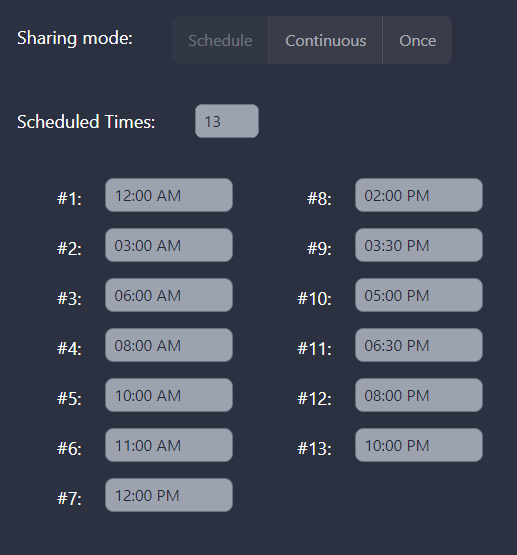 Sharing mode: Schedule Continuous Once
Scheduled Times: 13
#1: 12:00 AM
#2: 03:00 AM
#3: 06:00 AM
#4: 08:00 AM
#5: 10:00 AM
#6: 11:00 AM
#7: 12:00 PM
#8: 02:00 PM
#9: 03:30 PM
#10: 05:00 PM
#11: 06:30 PM
#12: 08:00 PM
#13: 10:00 PM